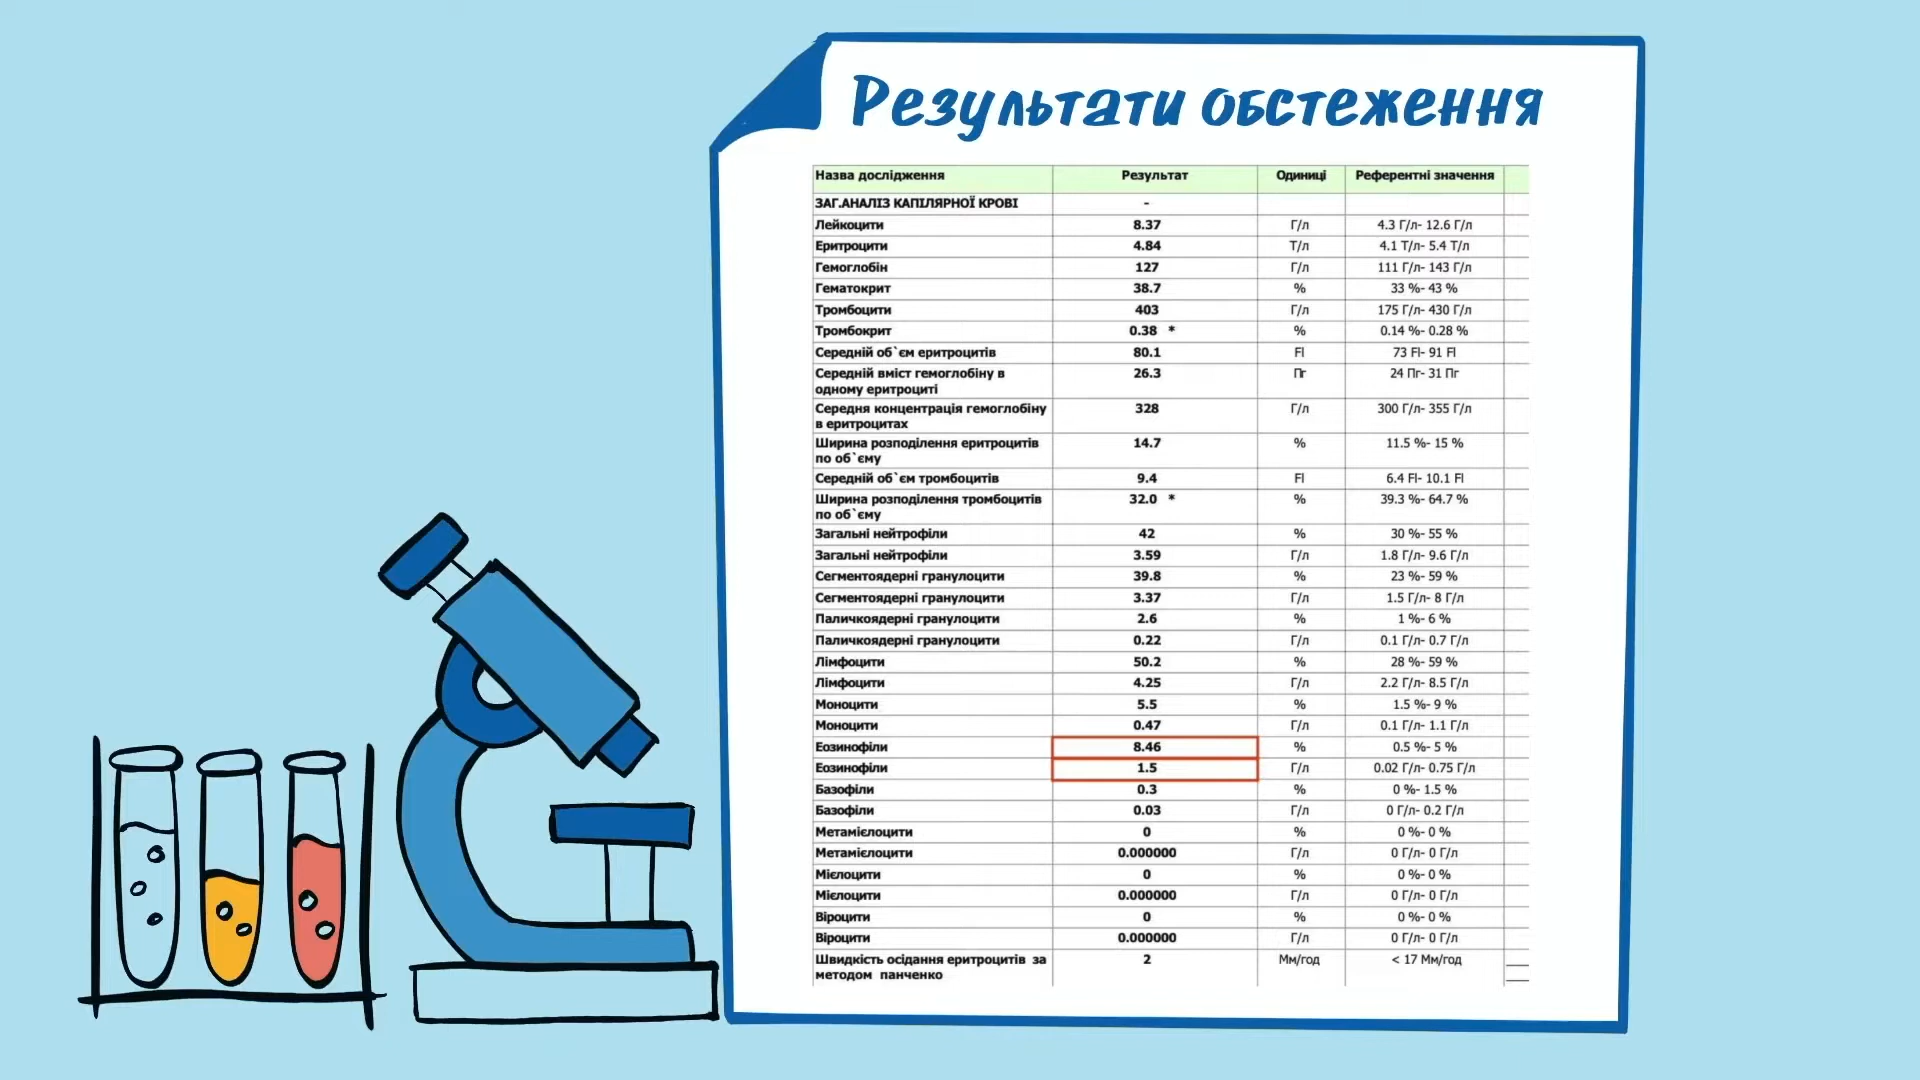 Результати обстеження
Назва дослідження Результат Одиниці Референтні значення
ЗАГ.АНАЛІЗ КАПІЛЯРНОЇ КРОВІ -
Лейкоцити 8.37 Г/л 4.3 Г/л- 12.6 Г/л
Еритроцити 4.84 Т/л 4.1 Т/л- 5.4 Т/л
Гемоглобін 127 Г/л 111 Г/л- 143 Г/л
Гематокрит 38.7 % 33 %- 43 %
Тромбоцити 403 Г/л 175 Г/л- 430 Г/л
Тромбокрит 0.38 * % 0.14 %- 0.28 %
Середній об`єм еритроцитів 80.1 Fl 73 Fl- 91 Fl
Середній вміст гемоглобіну в 26.3 Пг 24 Пг- 31 Пг
одному еритроциті
Середня концентрація гемоглобіну 328 Г/л 300 Г/л- 355 Г/л
в еритроцитах
Ширина розподілення еритроцитів 14.7 % 11.5 %- 15 %
по об`єму
Середній об`єм тромбоцитів 9.4 Fl 6.4 Fl- 10.1 Fl
Ширина розподілення тромбоцитів 32.0 * % 39.3 %- 64.7 %
по об`єму
Загальні нейтрофіли 42 % 30 %- 55 %
Загальні нейтрофіли 3.59 Г/л 1.8 Г/л- 9.6 Г/л
Сегментоядерні гранулоцити 39.8 % 23 %- 59 %
Сегментоядерні гранулоцити 3.37 Г/л 1.5 Г/л- 8 Г/л
Паличкоядерні гранулоцити 2.6 % 1 %- 6 %
Паличкоядерні гранулоцити 0.22 Г/л 0.1 Г/л- 0.7 Г/л
Лімфоцити 50.2 % 28 %- 59 %
Лімфоцити 4.25 Г/л 2.2 Г/л- 8.5 Г/л
Моноцити 5.5 % 1.5 %- 9 %
Моноцити 0.47 Г/л 0.1 Г/л- 1.1 Г/л
Еозинофіли 8.46 % 0.5 %- 5 %
Еозинофіли 1.5 Г/л 0.02 Г/л- 0.75 Г/л
Базофіли 0.3 % 0 %- 1.5 %
Базофіли 0.03 Г/л 0 Г/л- 0.2 Г/л
Метамієлоцити 0 % 0 %- 0 %
Метамієлоцити 0.000000 Г/л 0 Г/л- 0 Г/л
Мієлоцити 0 % 0 %- 0 %
Мієлоцити 0.000000 Г/л 0 Г/л- 0 Г/л
Віроцити 0 % 0 %- 0 %
Віроцити 0.000000 Г/л 0 Г/л- 0 Г/л
Швидкість осідання еритроцитів за 2 Мм/год < 17 Мм/год
методом панченко